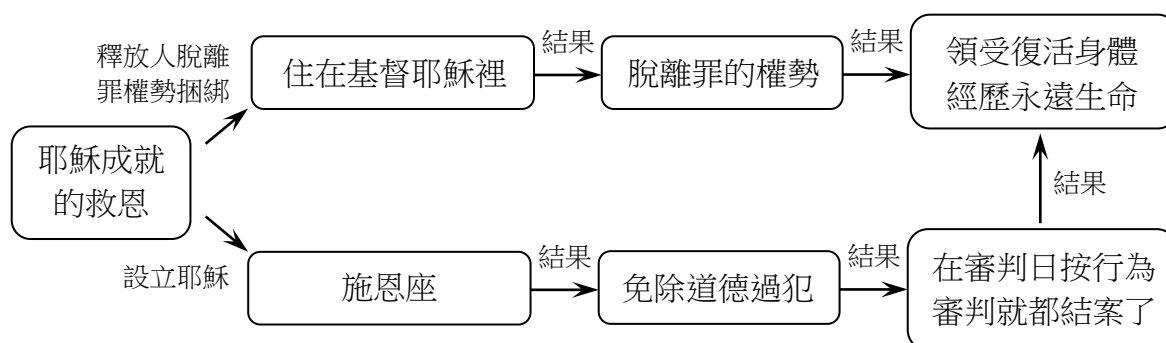 釋放人脫離
罪權勢捆綁
住在基督耶穌裡
結果
脫離罪的權勢
結果
領受復活身體
經歷永遠生命
耶穌成就
的救恩
結果
設立耶穌
施恩座
結果
免除道德過犯
結果
在審判日按行為
審判就都結案了